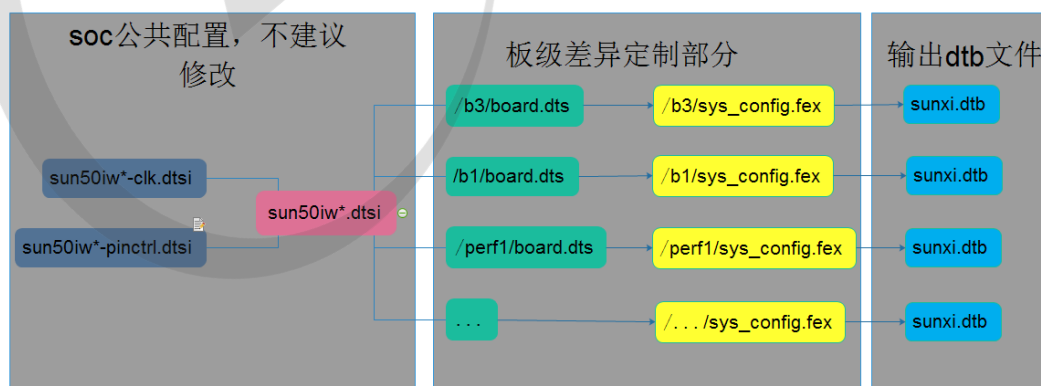 soc公共配置，不建议
修改
sun50iw*-clk.dtsi
sun50iw*-pinctrl.dtsi
sun50iw*.dtsi
板级差异定制部分
/b3/board.dts
/b3/sys_config.fex
/b1/board.dts
/b1/sys_config.fex
/perf1/board.dts
/perf1/sys_config.fex
...
/.../sys_config.fex
输出dtb文件
sunxi.dtb
sunxi.dtb
sunxi.dtb
sunxi.dtb